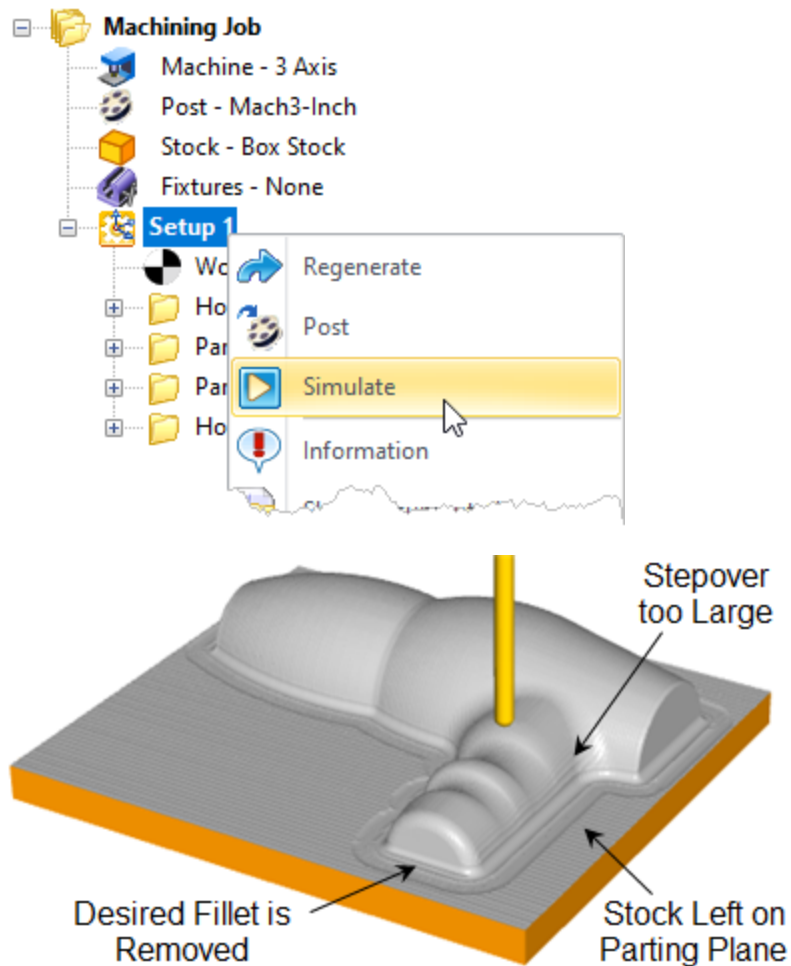 Machining Job
Machine - 3 Axis
Post - Mach3-Inch
Stock - Box Stock
Fixtures - None
Setup 1
Regenerate
Post
Simulate
Information
Stepover
too Large
Desired Fillet is
Removed
Stock Left on
Parting Plane